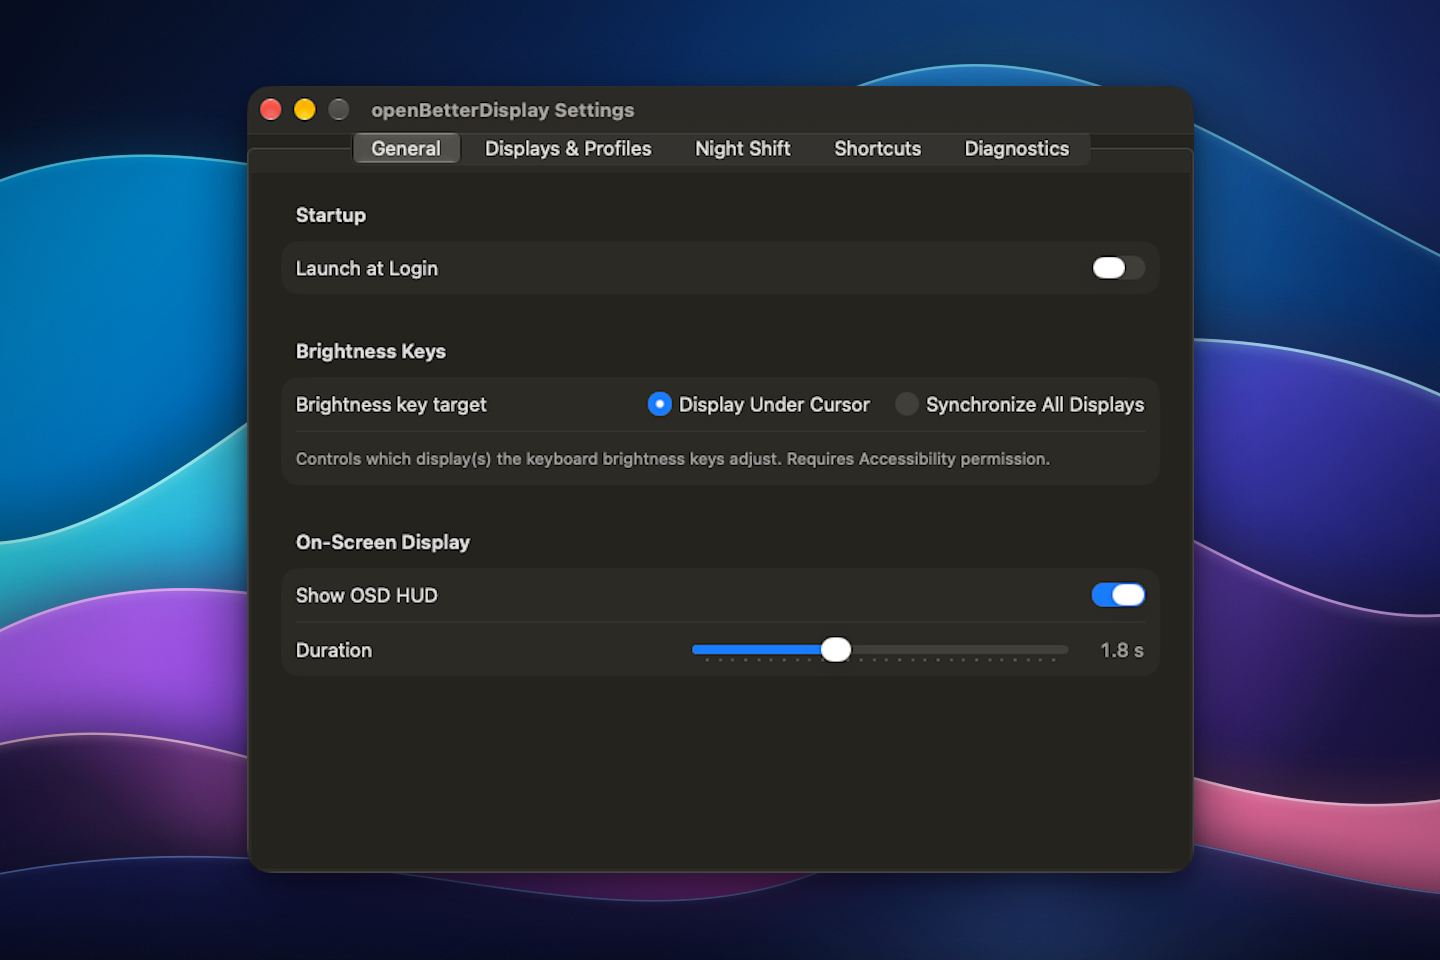 openBetterDisplay Settings
General Displays & Profiles Night Shift Shortcuts Diagnostics
Startup
Launch at Login
Brightness Keys
Brightness key target Display Under Cursor Synchronize All Displays
Controls which display(s) the keyboard brightness keys adjust. Requires Accessibility permission.
On-Screen Display
Show OSD HUD
Duration 1.8 s